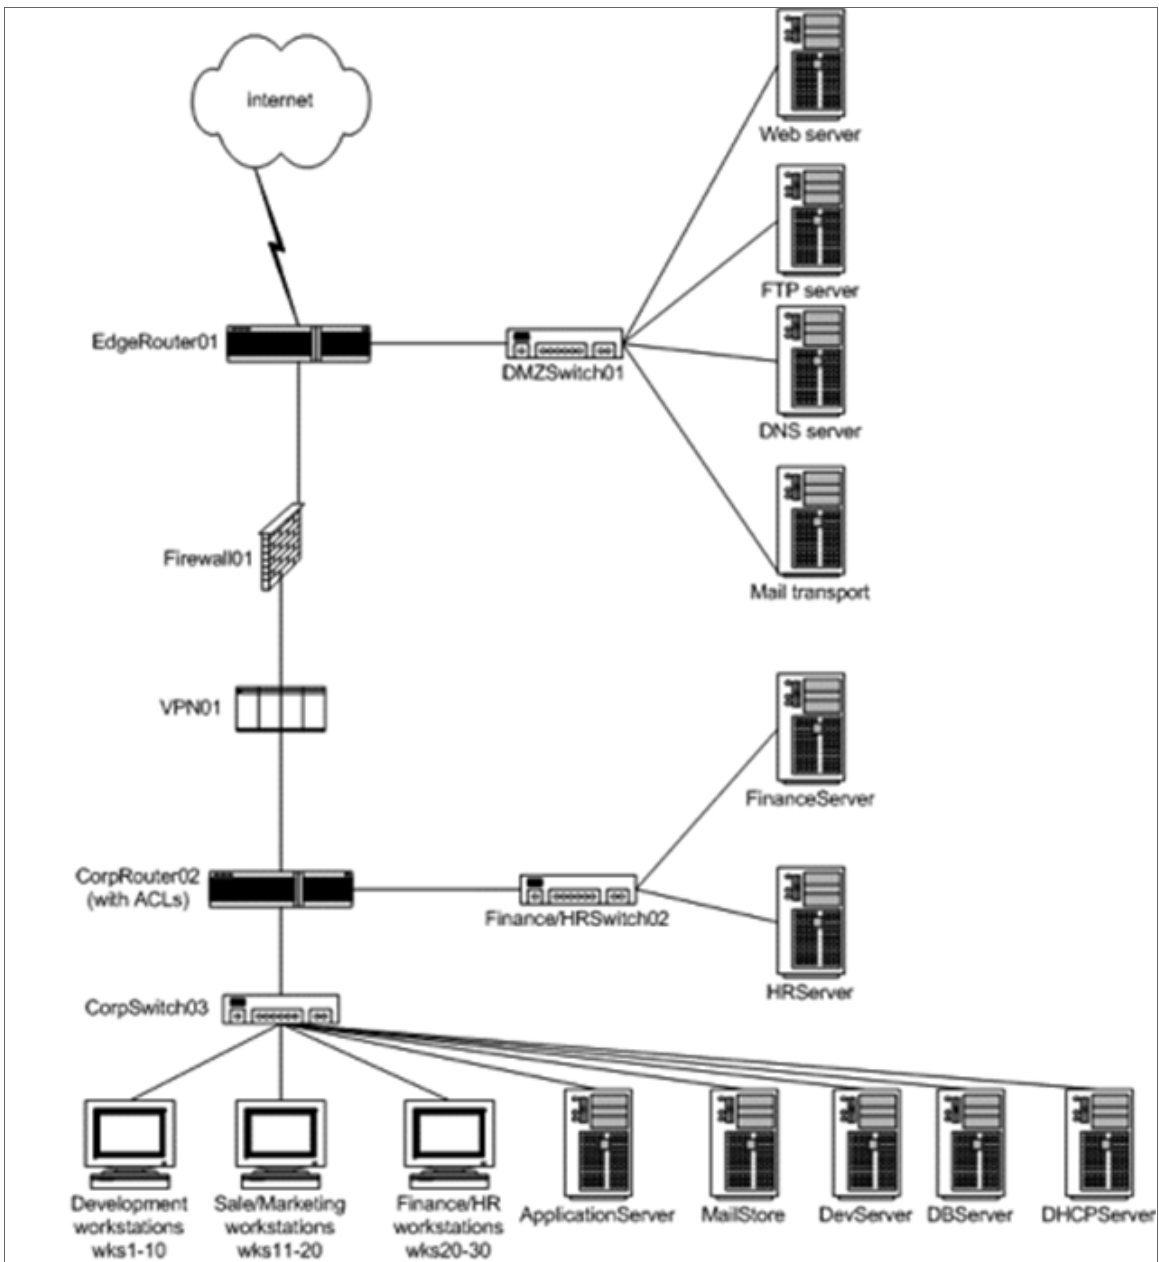 internet
Web server
FTP server
EdgeRouter01
DMZSwitch01
DNS server
Firewall01
Mail transport
VPN01
FinanceServer
CorpRouter02
(with ACLs)
Finance/HRSwitch02
HRServer
CorpSwitch03
Development
workstations
wks1-10
Sale/Marketing
workstations
wks11-20
Finance/HR
workstations
wks20-30
ApplicationServer
MailStore
DevServer
DBServer
DHCPServer